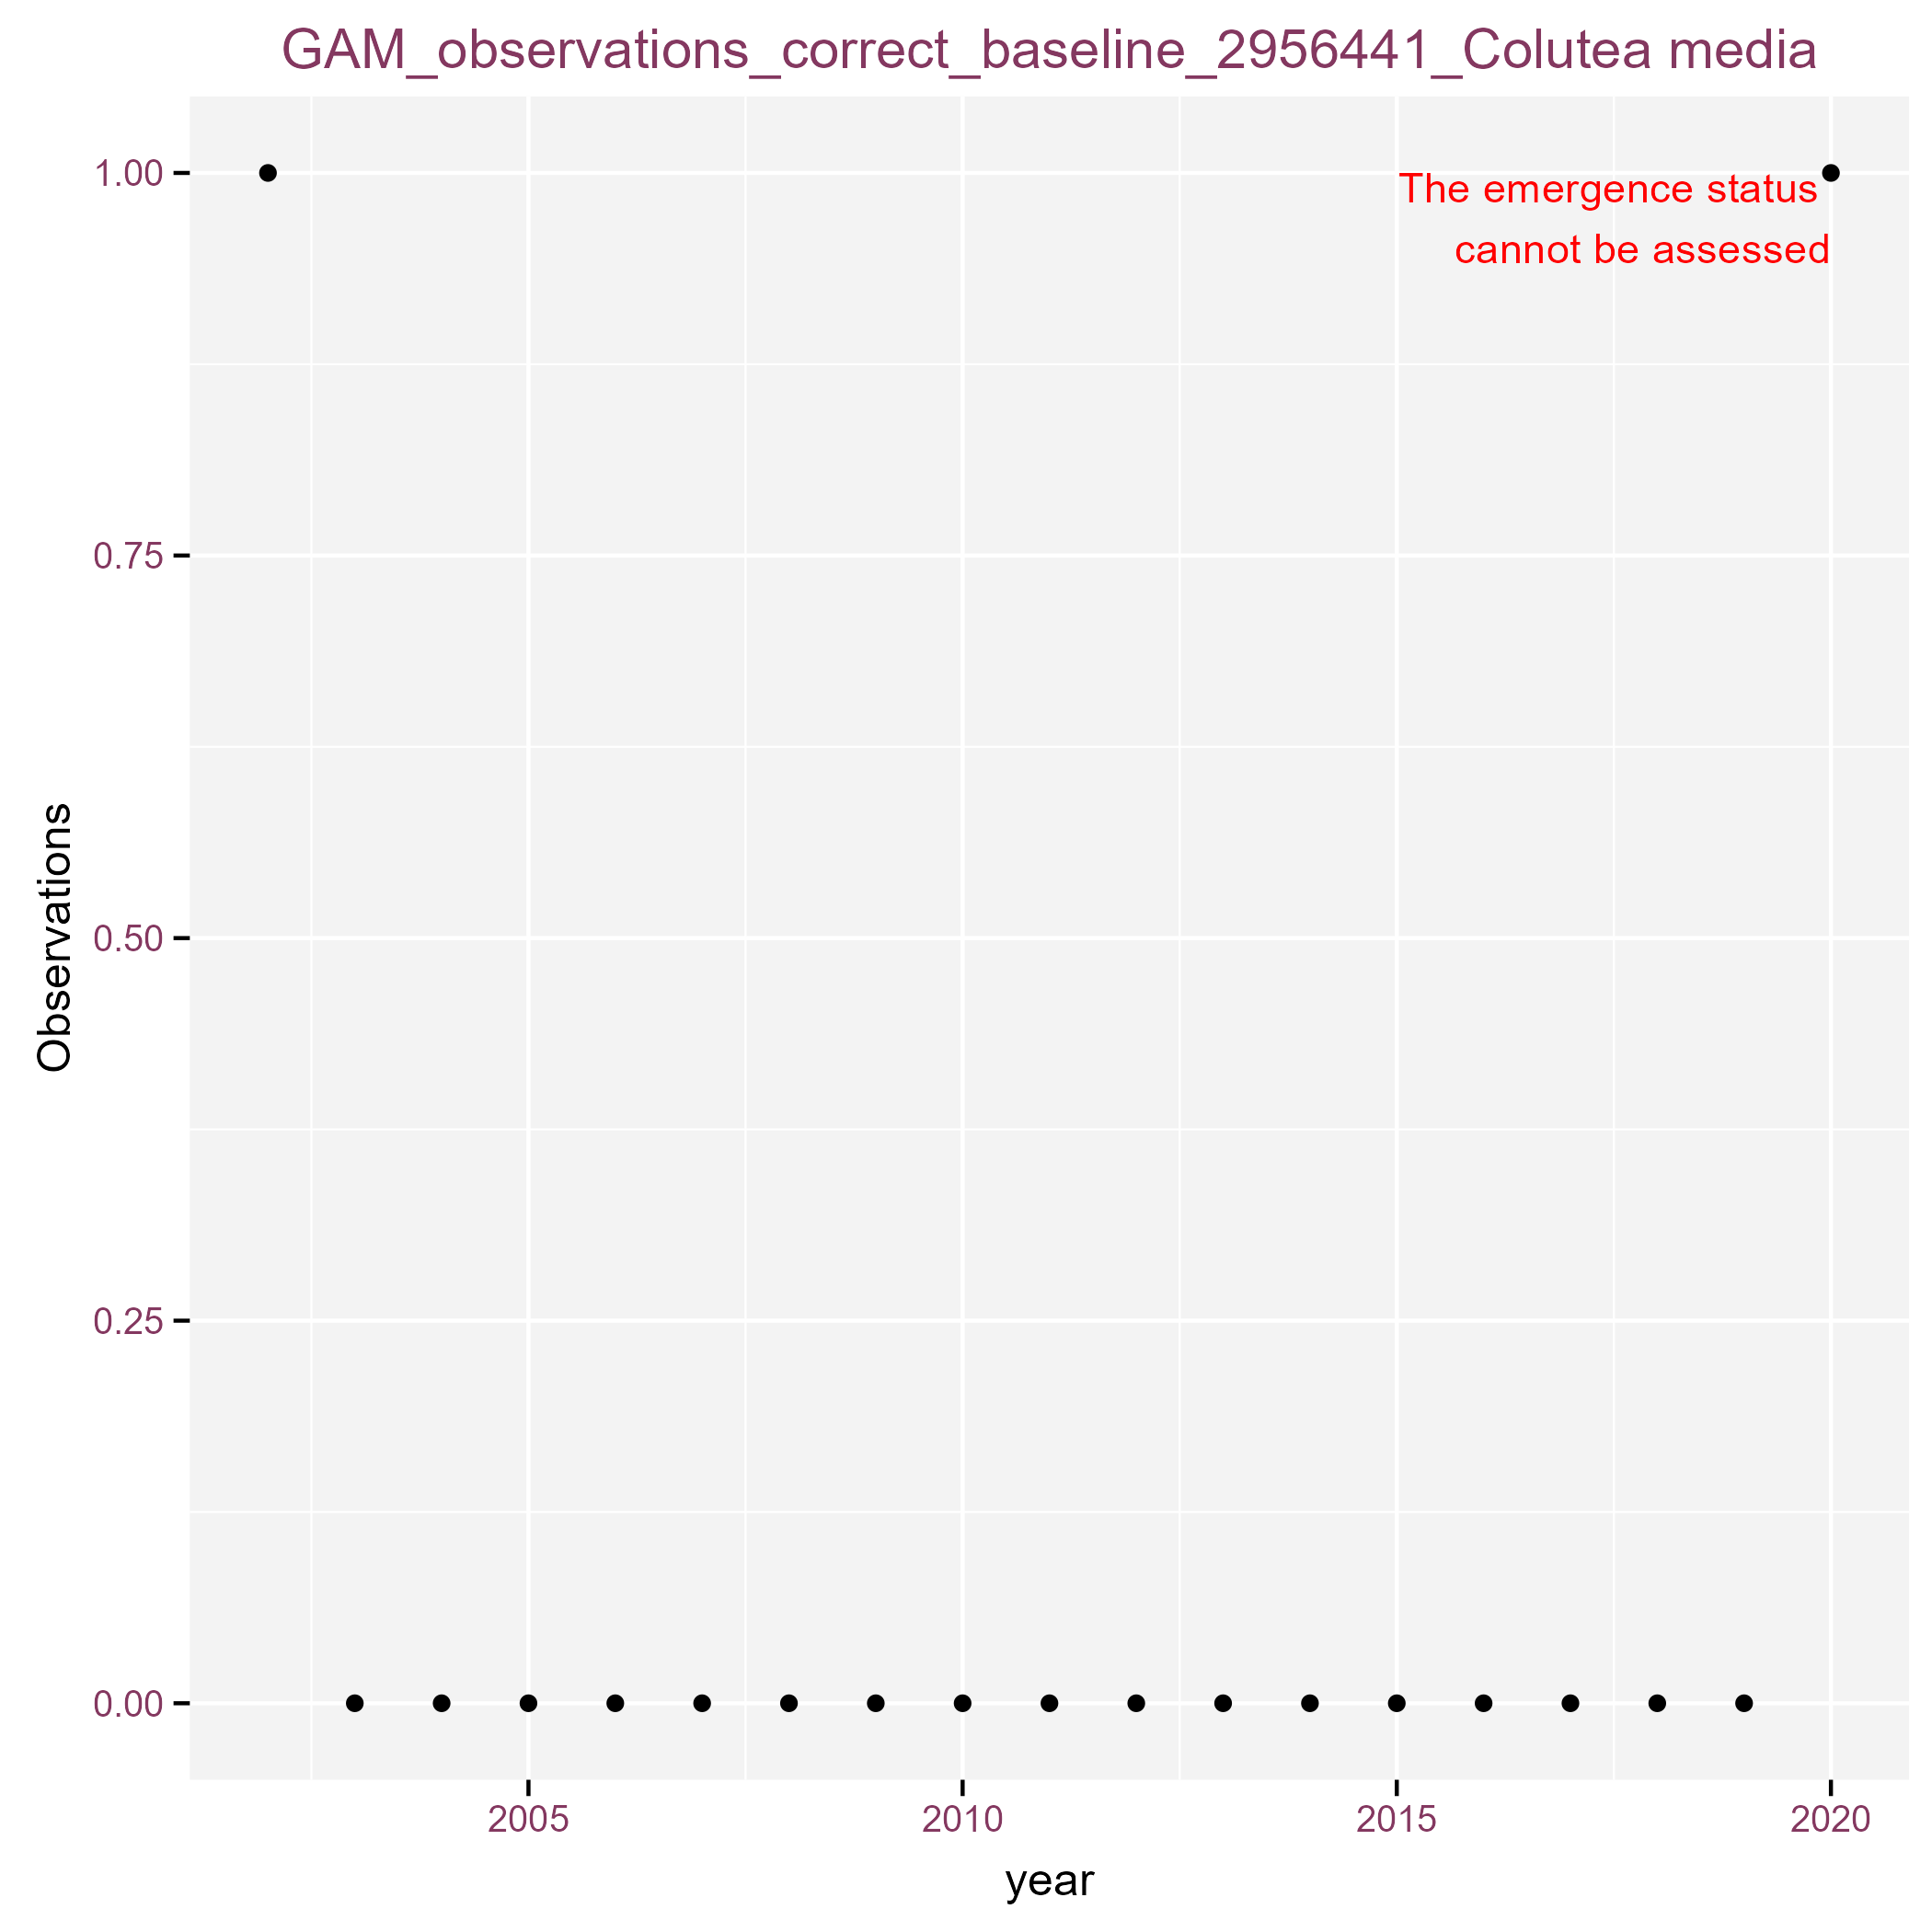 GAM_observations_correct_baseline_2956441_Colutea media
1.00
The emergence status
cannot be assessed
0.75
Observations
0.50
0.25
0.00
2005
2010
2015
2020
year